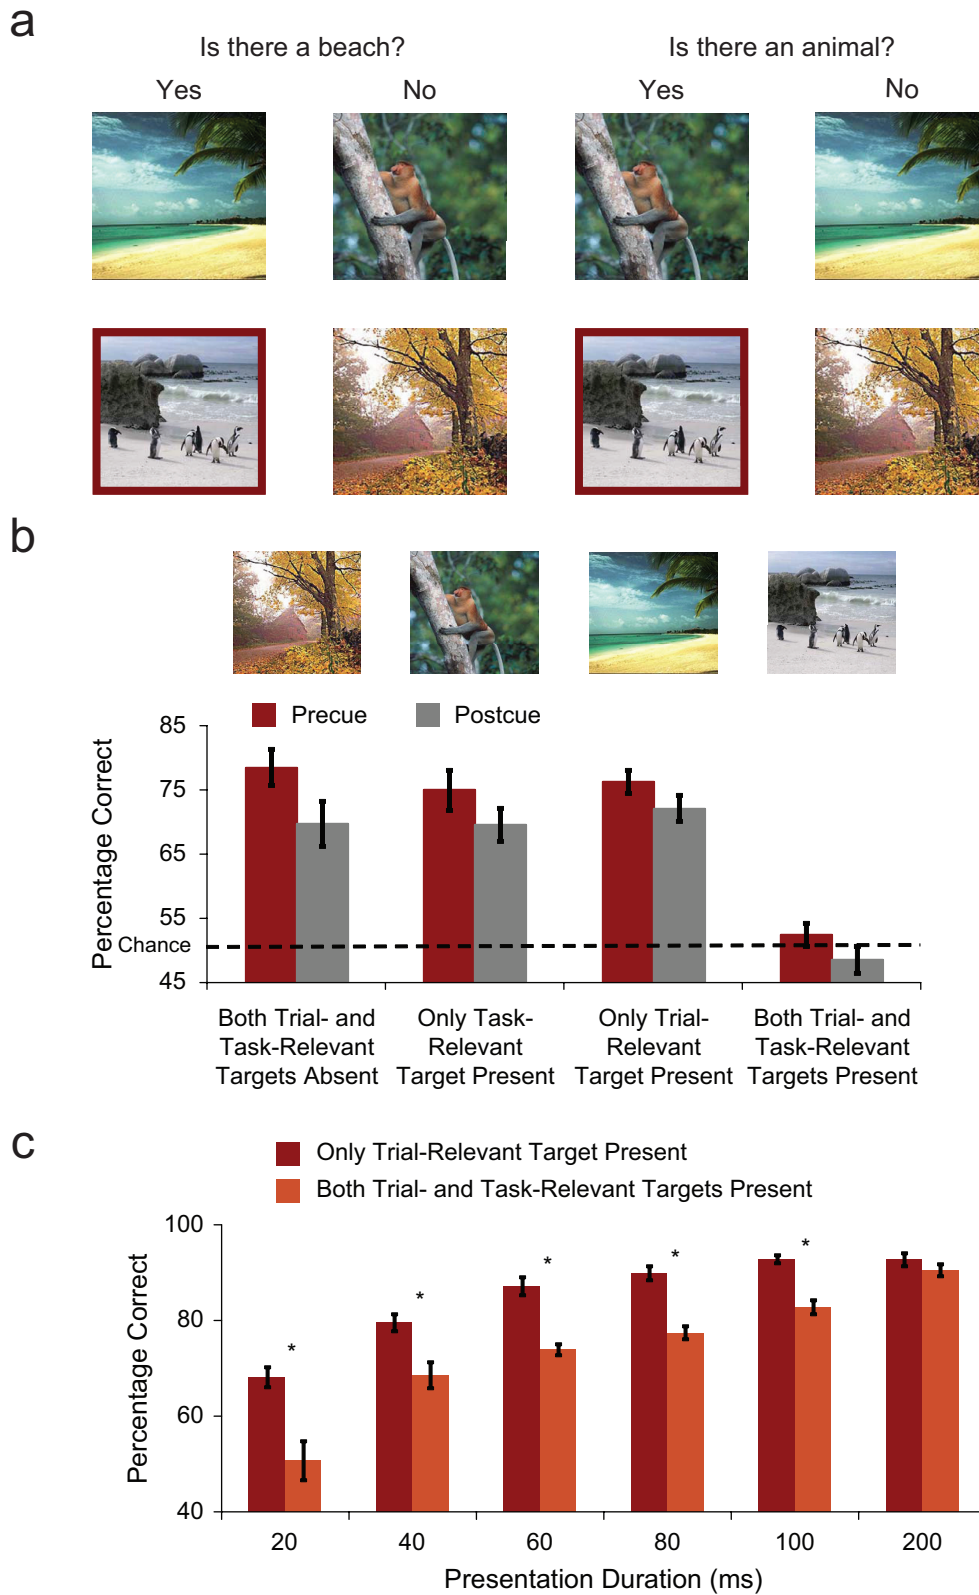 a
Is there a beach?
Is there an animal?
Yes
No
Yes
No
b
Precue
Postcue
Percentage Correct
85
75
65
55
Chance
45
Both Trial- and
Task-Relevant
Targets Absent
Only Task-
Relevant
Target Present
Only Trial-
Relevant
Target Present
Both Trial- and
Task-Relevant
Targets Present
c
Only Trial-Relevant Target Present
Both Trial- and Task-Relevant Targets Present
Percentage Correct
100
80
60
40
*
*
*
*
*
20
40
60
80
100
200
Presentation Duration (ms)